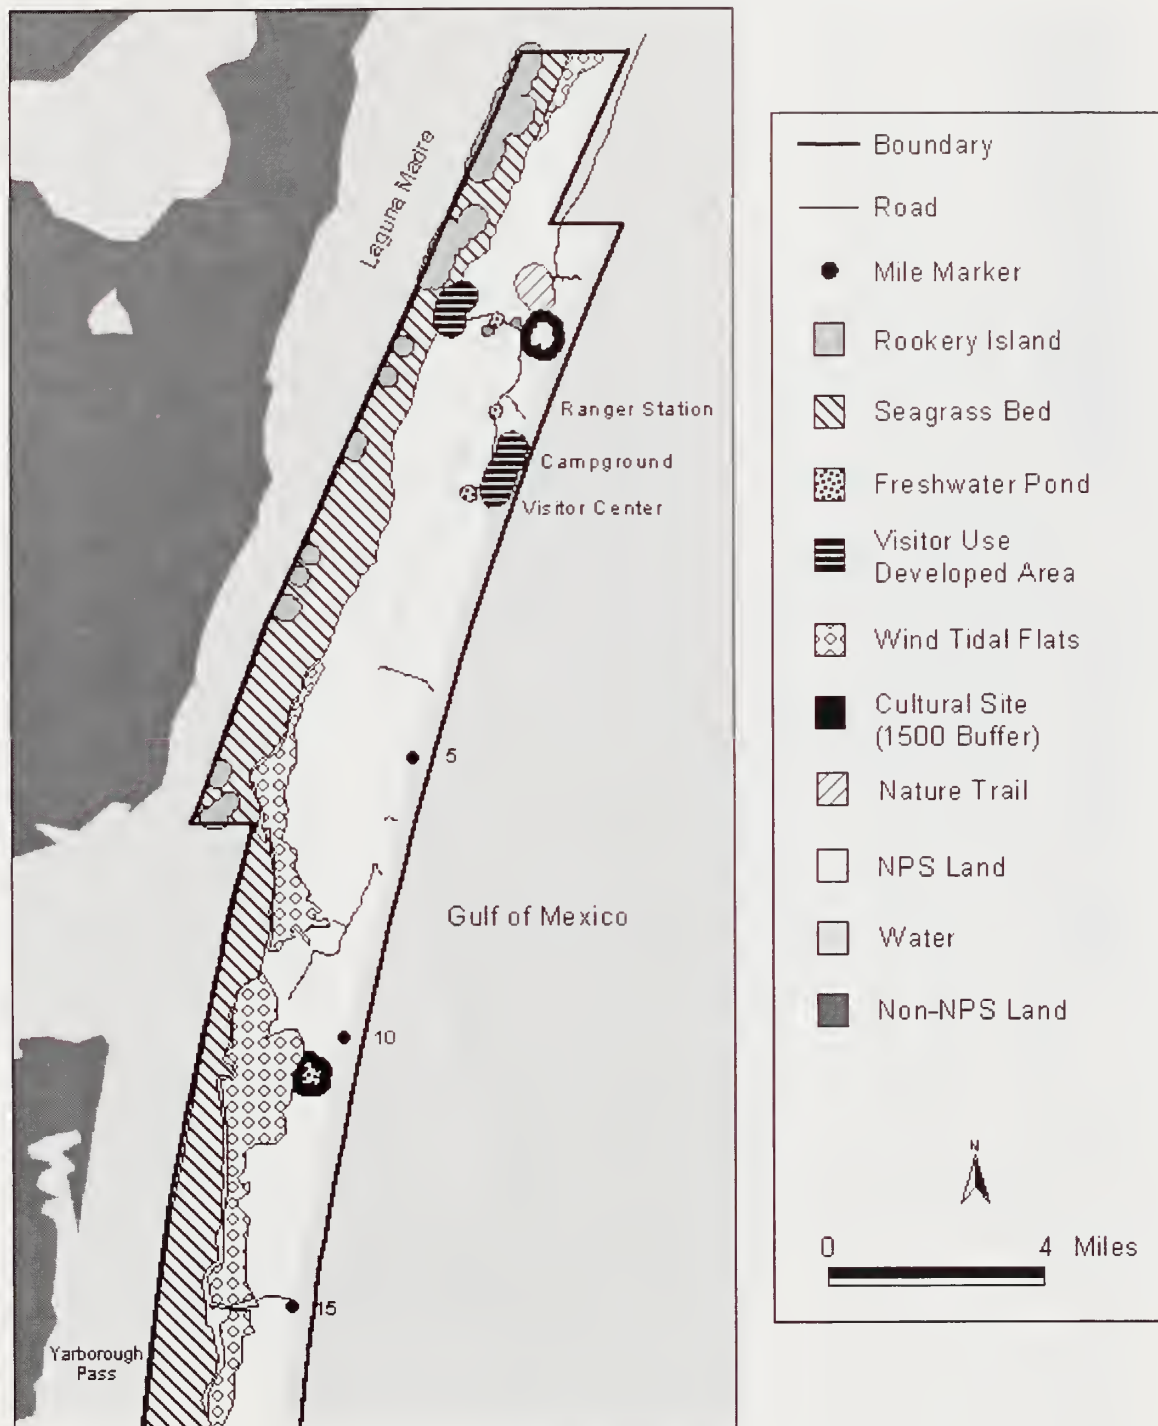 Laguna Madre
Ranger Station
Campground
Visitor Center
5
Gulf of Mexico
10
15
Yarborough
Pass
Boundary
Road
Mile Marker
Rookery Island
Seagrass Bed
Freshwater Pond
Visitor Use
Developed Area
Wind Tidal Flats
Cultural Site
(1500 Buffer)
Nature Trail
NPS Land
Water
Non-NPS Land
N
0 4 Miles